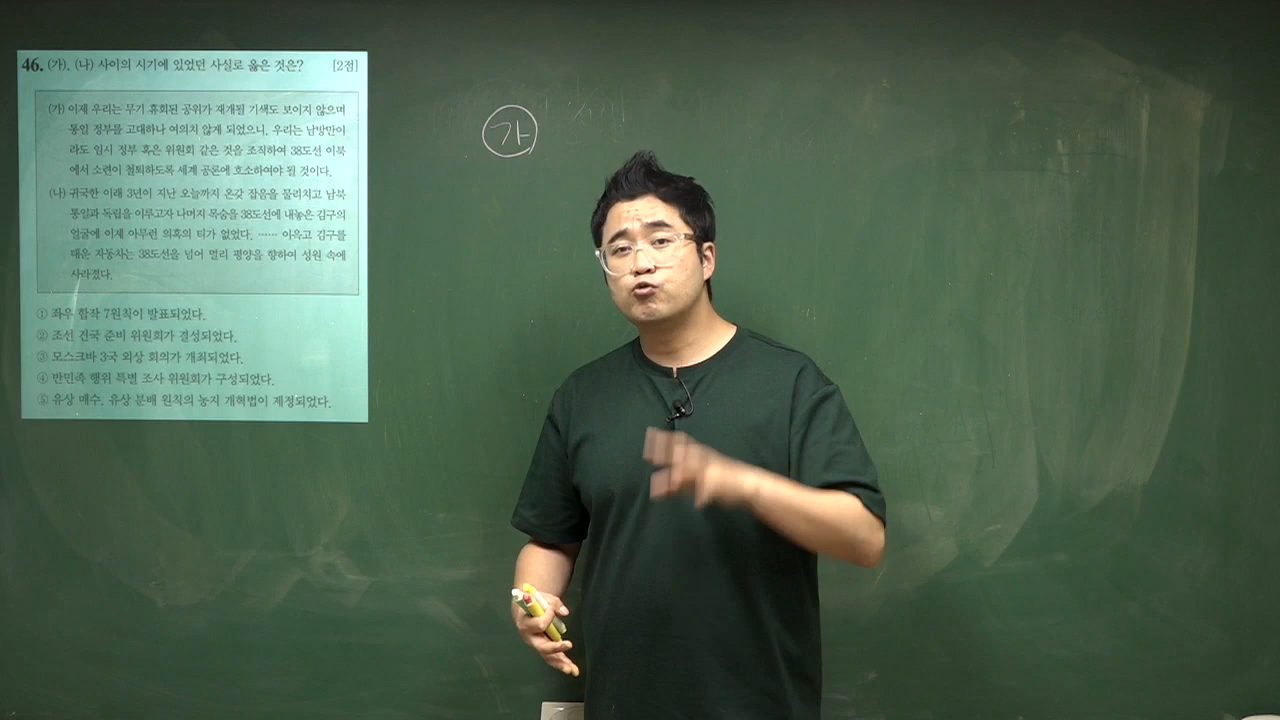 46. (가), (나) 사이의 시기에 있었던 사실로 옳은 것은? [2점]
(가) 이제 우리는 무기 휴회된 공위가 재개될 기색도 보이지 않으며
통일 정부를 고대하나 여의치 않게 되었으니, 우리는 남방만이
라도 임시 정부 혹은 위원회 같은 것을 조직하여 38도선 이북
에서 소련이 철퇴하도록 세계 공론에 호소하여야 될 것이다.
(나) 귀국한 이래 3년이 지난 오늘까지 온갖 잡음을 물리치고 남북
통일과 독립을 이루고자 나머지 목숨을 38도선에 내놓은 김구의
얼굴에 이제 아무런 의혹의 티가 없었다. …… 이윽고 김구를
태운 자동차는 38도선을 넘어 멀리 평양을 향하여 성원 속에
사라졌다.
① 좌우 합작 7원칙이 발표되었다.
② 조선 건국 준비 위원회가 결성되었다.
③ 모스크바 3국 외상 회의가 개최되었다.
④ 반민족 행위 특별 조사 위원회가 구성되었다.
⑤ 유상 매수, 유상 분배 원칙의 농지 개혁법이 제정되었다.
가